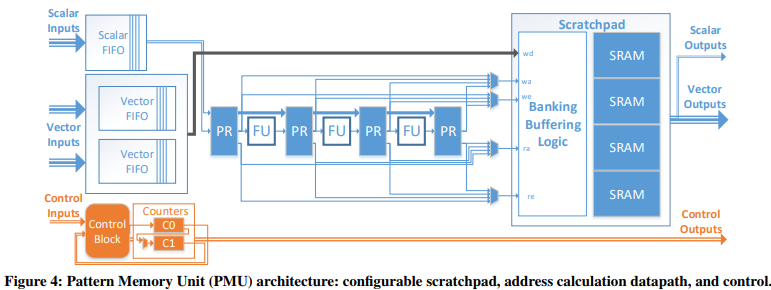 Scalar
Inputs
Scalar
FIFO
Vector
FIFO
Vector
Inputs
Vector
FIFO
PR
FU
PR
FU
PR
FU
PR
Scratchpad
wd
wa
we
ra
re
Banking
Buffering
Logic
SRAM
SRAM
SRAM
SRAM
Scalar
Outputs
Vector
Outputs
Control
Inputs
Control
Block
Counters
C0
C1
Control
Outputs
Figure 4: Pattern Memory Unit (PMU) architecture: configurable scratchpad, address calculation datapath, and control.